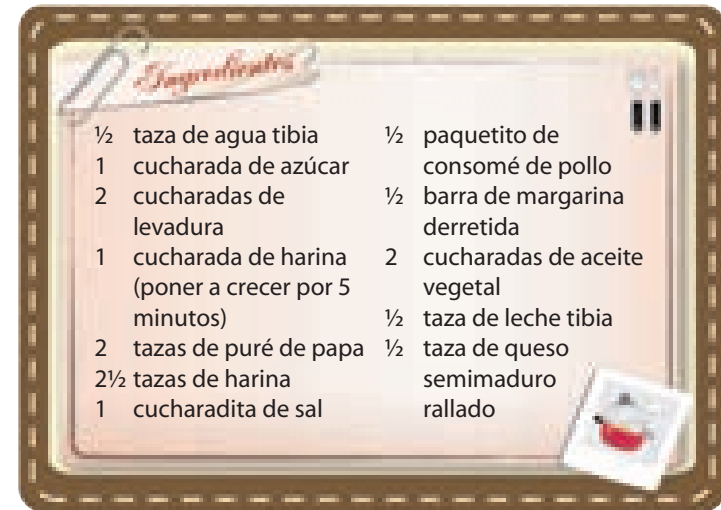 Ingredientes
½ taza de agua tibia
1 cucharada de azúcar
2 cucharadas de
levadura
1 cucharada de harina
(poner a crecer por 5
minutos)
2 tazas de puré de papa
2½ tazas de harina
1 cucharadita de sal
½ paquetito de
consomé de pollo
½ barra de margarina
derretida
2 cucharadas de aceite
vegetal
½ taza de leche tibia
½ taza de queso
semimaduro
rallado